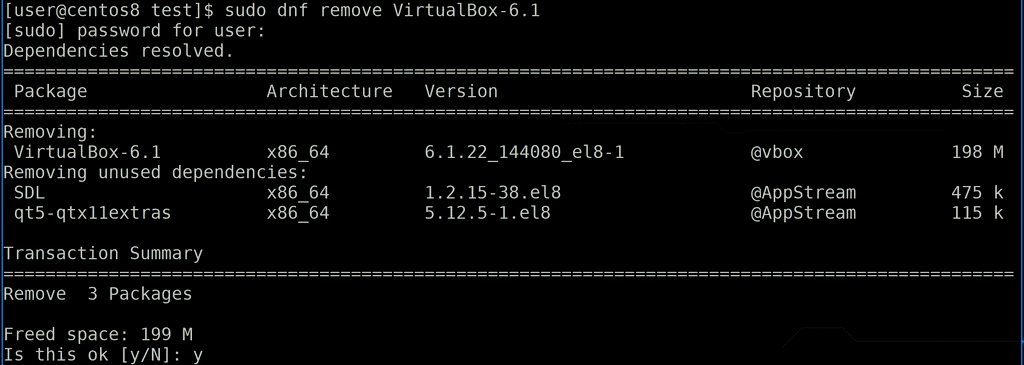 [user@centos8 test]$ sudo dnf remove VirtualBox-6.1
[sudo] password for user:
Dependencies resolved.
================================================================================================
 Package                 Architecture   Version                        Repository          Size
================================================================================================
Removing:
 VirtualBox-6.1          x86_64         6.1.22_144080_el8-1            @vbox              198 M
Removing unused dependencies:
 SDL                     x86_64         1.2.15-38.el8                  @AppStream         475 k
 qt5-qtx11extras         x86_64         5.12.5-1.el8                   @AppStream         115 k

Transaction Summary
================================================================================================
Remove  3 Packages

Freed space: 199 M
Is this ok [y/N]: y